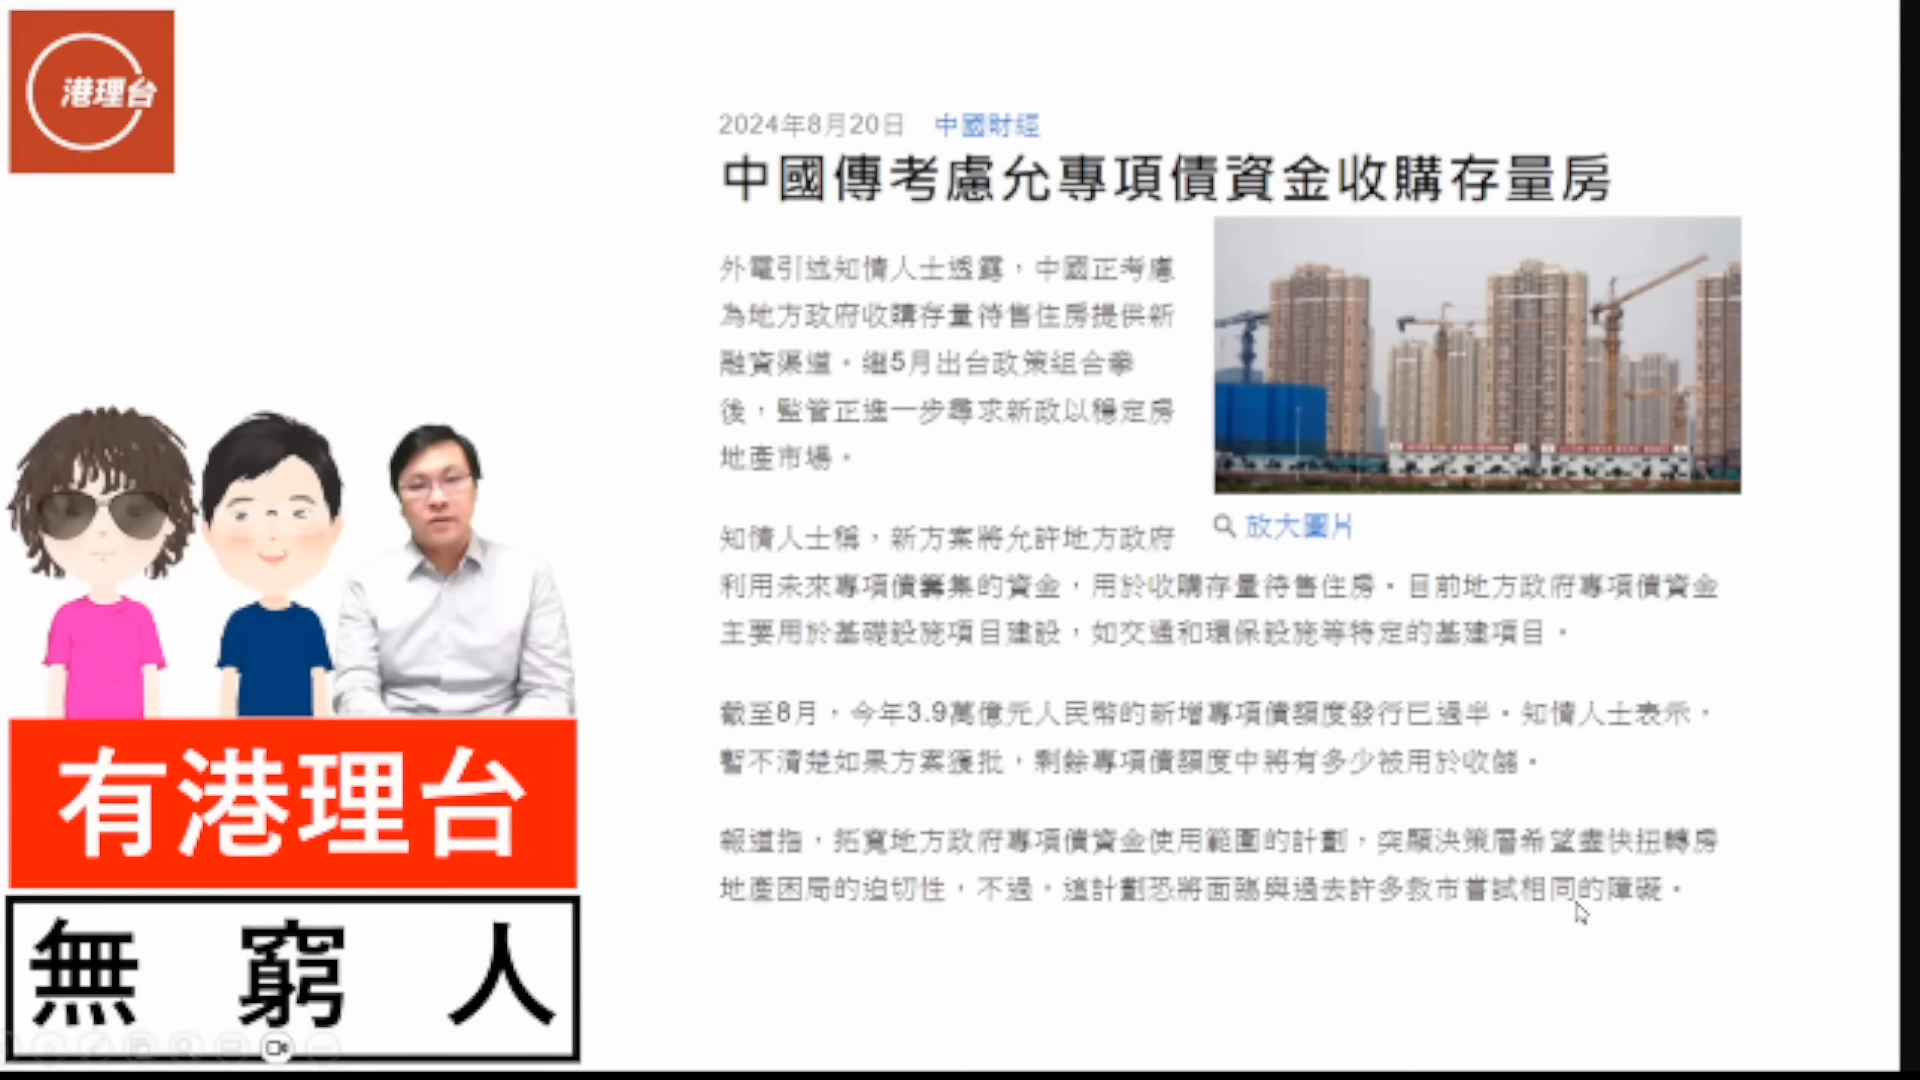 港理台
2024年8月20日 中國財經
中國傳考慮允專項債資金收購存量房
外電引述知情人士透露，中國正考慮
為地方政府收購存量待售住房提供新
融資渠道。繼5月出台政策組合拳
後，監管正進一步尋求新政以穩定房
地產市場。
放大圖片
知情人士稱，新方案將允許地方政府
利用未來專項債籌集的資金，用於收購存量待售住房。目前地方政府專項債資金
主要用於基礎設施項目建設，如交通和環保設施等特定的基建項目。
截至8月，今年3.9萬億元人民幣的新增專項債額度發行已過半。知情人士表示，
暫不清楚如果方案獲批，剩餘專項債額度中將有多少被用於收儲。
報道指，拓寬地方政府專項債資金使用範圍的計劃，突顯決策層希望盡快扭轉房
地產困局的迫切性，不過，這計劃恐將面臨與過去許多救市嘗試相同的障礙。
有港理台
無窮人